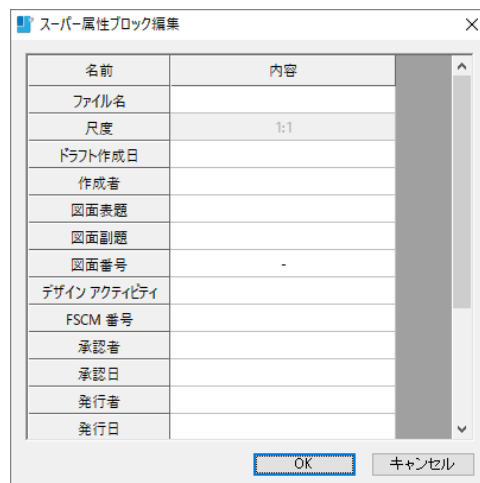 スーパー属性ブロック編集
名前 内容
ファイル名
尺度 1:1
ドラフト作成日
作成者
図面表題
図面副題
図面番号 -
デザイン アクティビティ
FSCM 番号
承認者
承認日
発行者
発行日
OK キャンセル